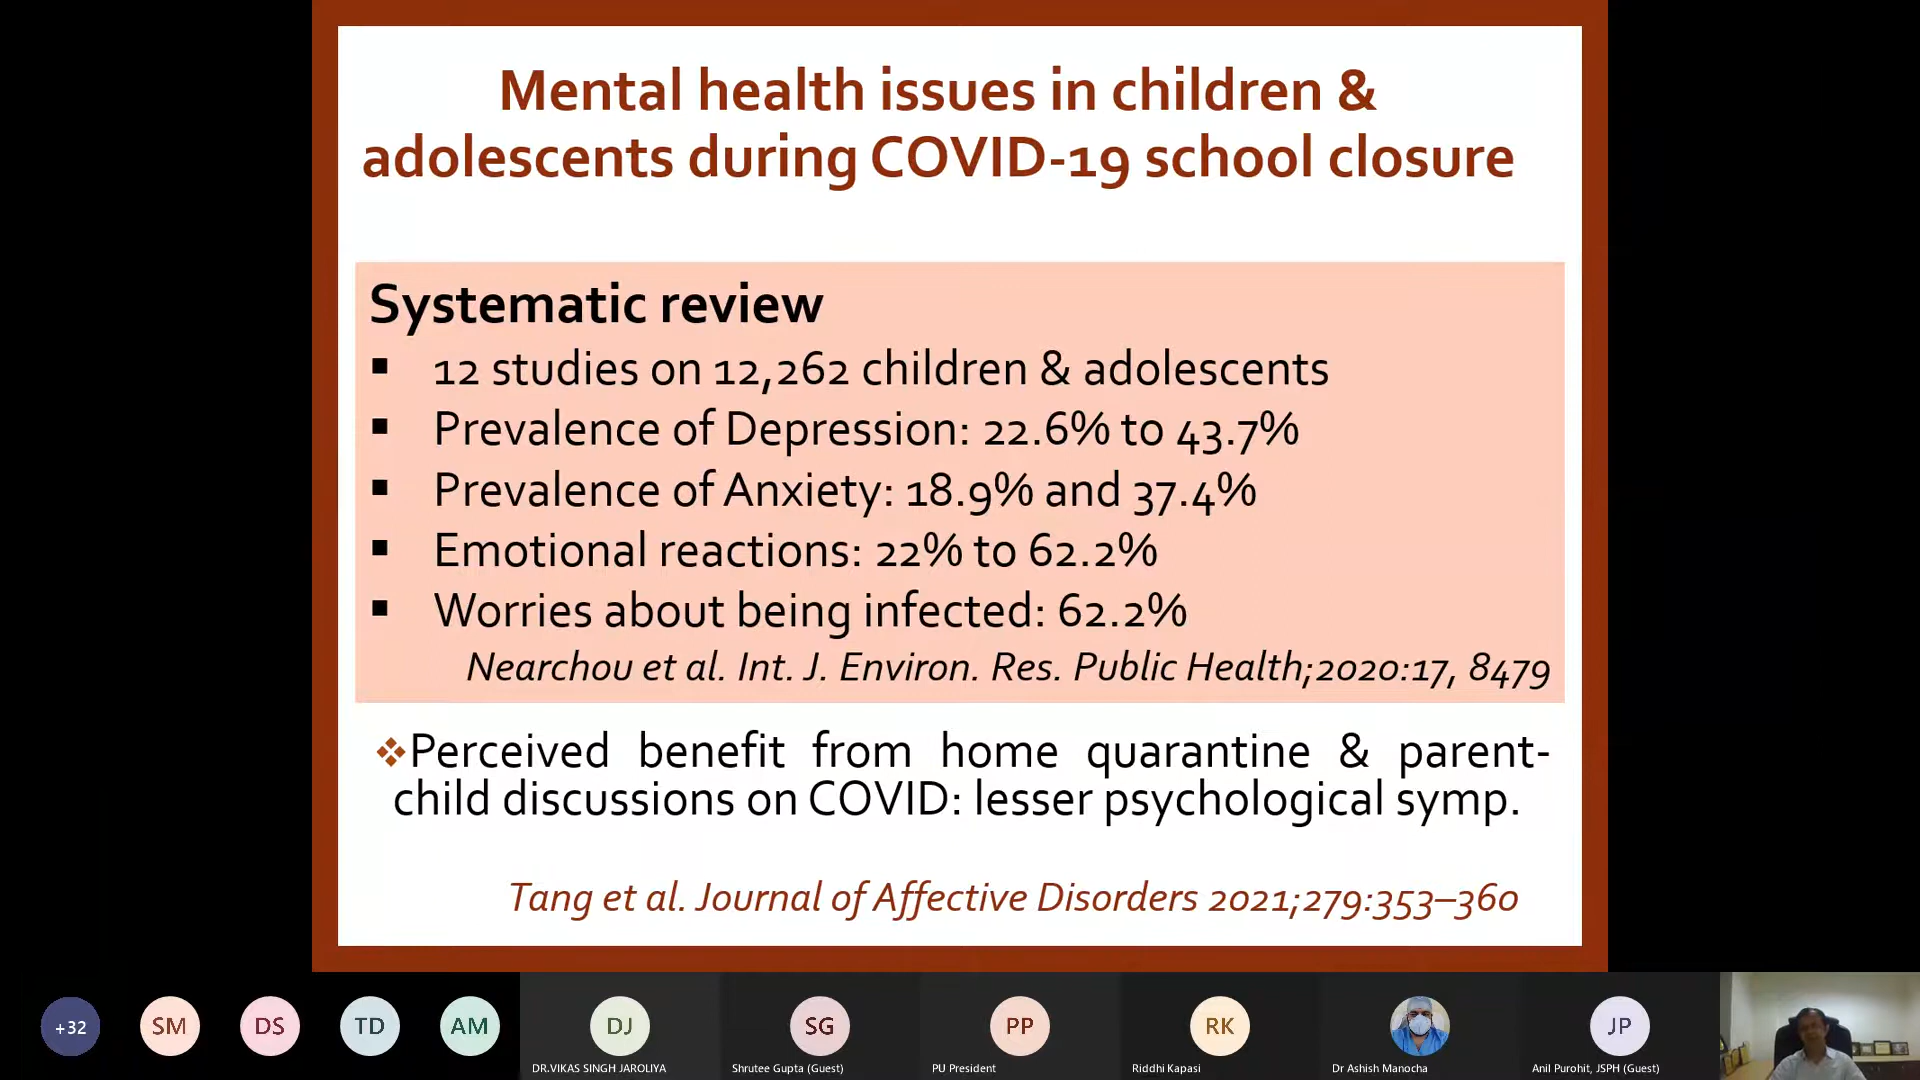 Mental health issues in children &
adolescents during COVID-19 school closure
Systematic review
▪ 12 studies on 12,262 children & adolescents
▪ Prevalence of Depression: 22.6% to 43.7%
▪ Prevalence of Anxiety: 18.9% and 37.4%
▪ Emotional reactions: 22% to 62.2%
▪ Worries about being infected: 62.2%
Nearchou et al. Int. J. Environ. Res. Public Health;2020:17, 8479
❖Perceived benefit from home quarantine & parent-
child discussions on COVID: lesser psychological symp.
Tang et al. Journal of Affective Disorders 2021;279:353–360
+32 SM DS TD AM DJ SG PP RK JP
DR.VIKAS SINGH JAROLIYA Shrutee Gupta (Guest) PU President Riddhi Kapasi Dr Ashish Manocha Anil Purohit, JSPH (Guest)